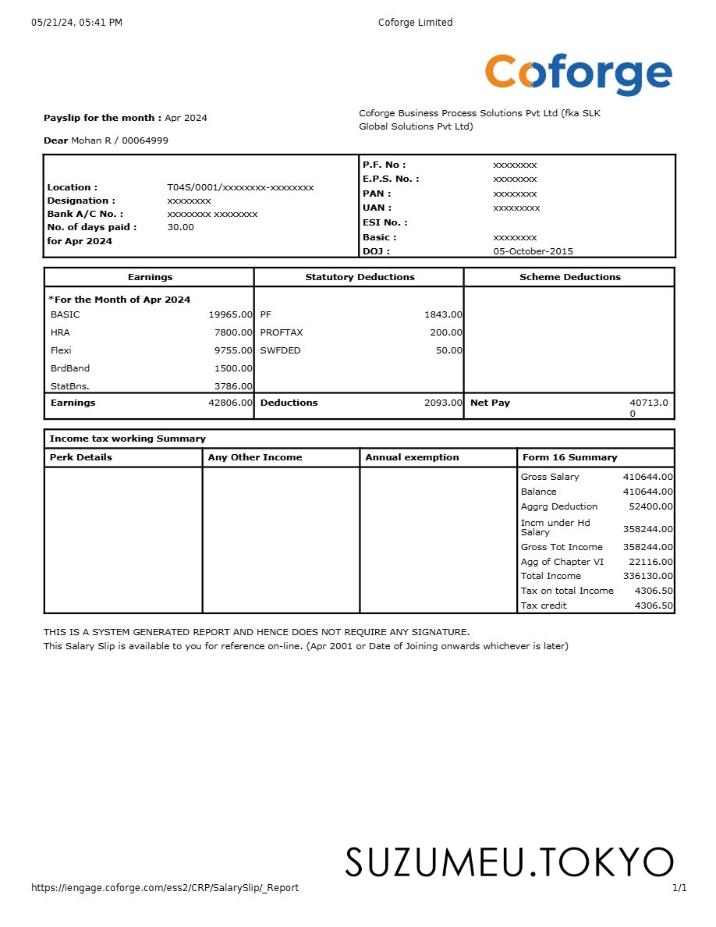 05/21/24, 05:41 PM Coforge Limited
Coforge
Payslip for the month : Apr 2024
Coforge Business Process Solutions Pvt Ltd (fka SLK
Global Solutions Pvt Ltd)
Dear Mohan R / 00064999
Location : T04S/0001/xxxxxxxx-xxxxxxxx
Designation : xxxxxxxx
Bank A/C No. : xxxxxxxx xxxxxxxx
No. of days paid : 30.00
for Apr 2024
P.F. No : xxxxxxxx
E.P.S. No. : xxxxxxxx
PAN : xxxxxxxx
UAN : xxxxxxxxx
ESI No. :
Basic : xxxxxxxx
DOJ : 05-October-2015
Earnings Statutory Deductions Scheme Deductions
*For the Month of Apr 2024
BASIC 19965.00 PF 1843.00
HRA 7800.00 PROFTAX 200.00
Flexi 9755.00 SWFDED 50.00
BrdBand 1500.00
StatBns. 3786.00
Earnings 42806.00 Deductions 2093.00 Net Pay 40713.0
0
Income tax working Summary
Perk Details Any Other Income Annual exemption Form 16 Summary
Gross Salary 410644.00
Balance 410644.00
Aggrg Deduction 52400.00
Incm under Hd
Salary 358244.00
Gross Tot Income 358244.00
Agg of Chapter VI 22116.00
Total Income 336130.00
Tax on total Income 4306.50
Tax credit 4306.50
THIS IS A SYSTEM GENERATED REPORT AND HENCE DOES NOT REQUIRE ANY SIGNATURE.
This Salary Slip is available to you for reference on-line. (Apr 2001 or Date of Joining onwards whichever is later)
SUZUMEU.TOKYO
https://iengage.coforge.com/ess2/CRP/SalarySlip/_Report 1/1